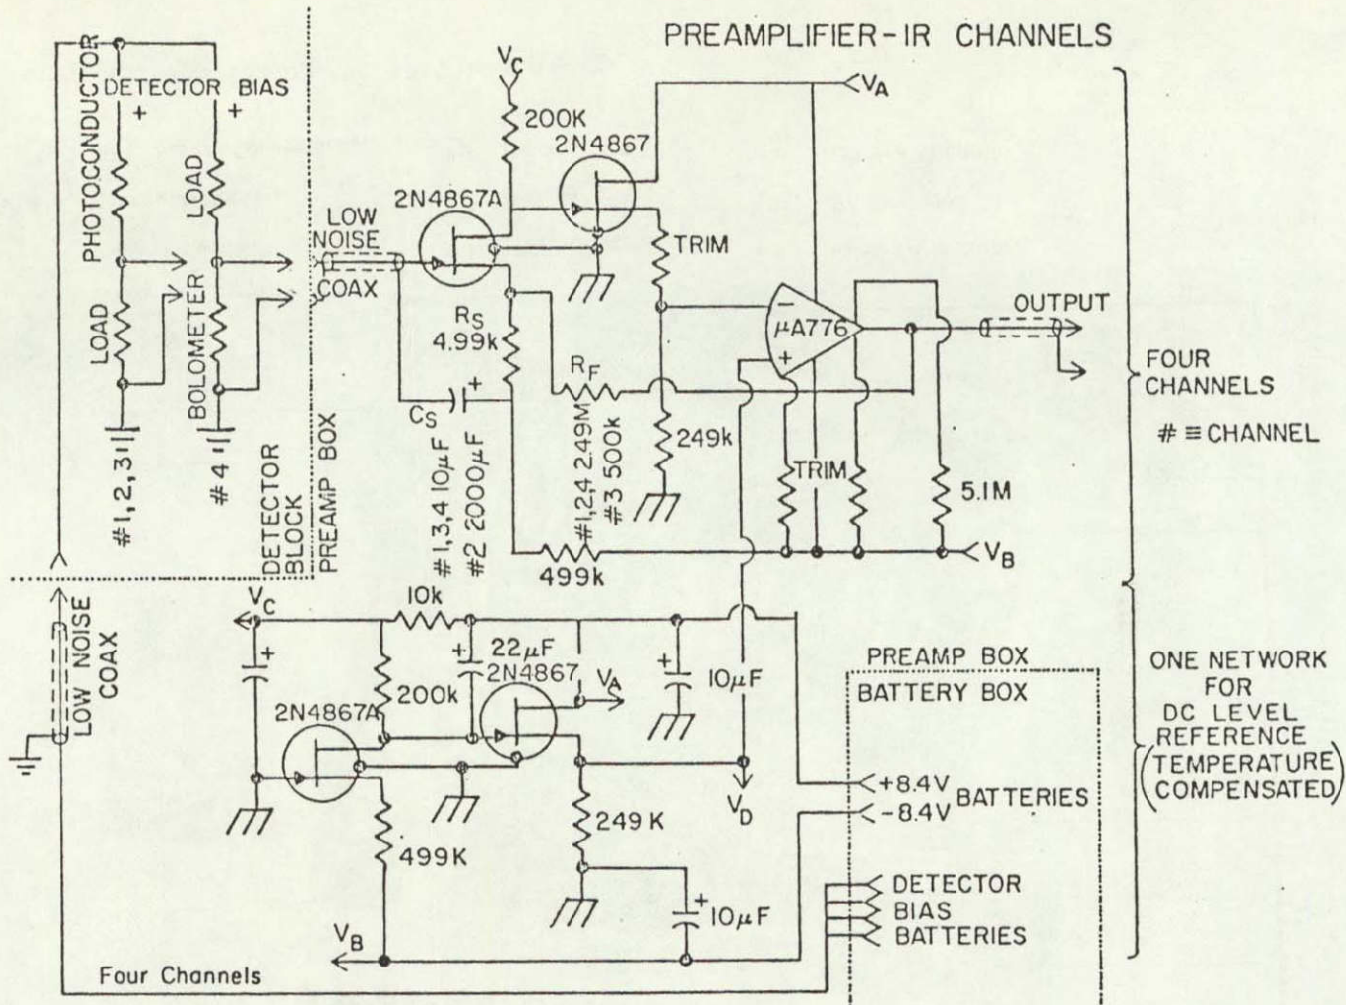 PREAMPLIFIER-IR CHANNELS
PHOTOCONDUCTOR
DETECTOR BIAS
+
+
LOAD
LOAD
BOLOMETER
#1,2,3
#4
DETECTOR
BLOCK
PREAMP BOX
LOW
NOISE
COAX
VC
200K
2N4867
2N4867A
VA
TRIM
RS
4.99k
CS
+
#1,3,4 10μF
#2 2000μF
RF
#1,2,4 2.49M
#3 500k
249k
−
μA776
+
OUTPUT
TRIM
5.1M
499k
VB
FOUR
CHANNELS
# ≡ CHANNEL
LOW NOISE
COAX
VC
10k
+
200k
+
22μF
2N4867
2N4867A
VA
+
10μF
499K
249K
VD
+
10μF
VB
PREAMP BOX
BATTERY BOX
+8.4V
-8.4V
BATTERIES
DETECTOR
BIAS
BATTERIES
ONE NETWORK
FOR
DC LEVEL
REFERENCE
(TEMPERATURE
COMPENSATED)
Four Channels